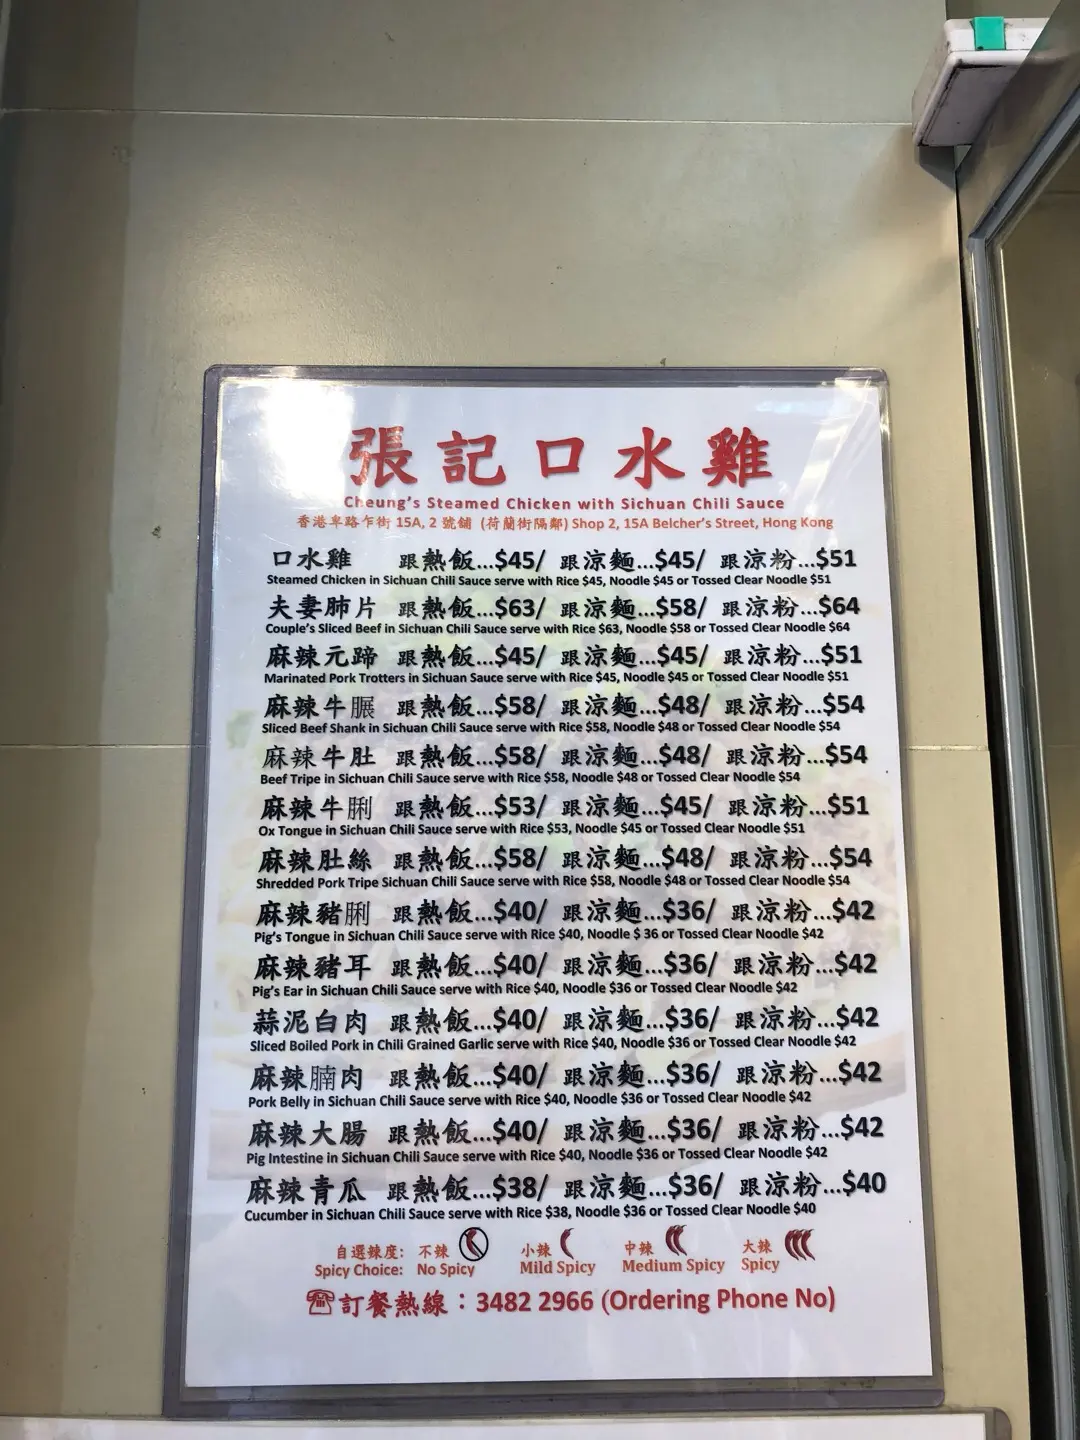 張記口水雞
Cheung's Steamed Chicken with Sichuan Chili Sauce
香港卑路乍街 15A, 2 號舖 (荷蘭街隔鄰) Shop 2, 15A Belcher's Street, Hong Kong
口水雞 跟熱飯...$45/ 跟涼麵...$45/ 跟涼粉...$51
Steamed Chicken in Sichuan Chili Sauce serve with Rice $45, Noodle $45 or Tossed Clear Noodle $51
夫妻肺片 跟熱飯...$63/ 跟涼麵...$58/ 跟涼粉...$64
Couple's Sliced Beef in Sichuan Chili Sauce serve with Rice $63, Noodle $58 or Tossed Clear Noodle $64
麻辣元蹄 跟熱飯...$45/ 跟涼麵...$45/ 跟涼粉...$51
Marinated Pork Trotters in Sichuan Sauce serve with Rice $45, Noodle $45 or Tossed Clear Noodle $51
麻辣牛𦟌 跟熱飯...$58/ 跟涼麵...$48/ 跟涼粉...$54
Sliced Beef Shank in Sichuan Chili Sauce serve with Rice $58, Noodle $48 or Tossed Clear Noodle $54
麻辣牛肚 跟熱飯...$58/ 跟涼麵...$48/ 跟涼粉...$54
Beef Tripe in Sichuan Chili Sauce serve with Rice $58, Noodle $48 or Tossed Clear Noodle $54
麻辣牛脷 跟熱飯...$53/ 跟涼麵...$45/ 跟涼粉...$51
Ox Tongue in Sichuan Chili Sauce serve with Rice $53, Noodle $45 or Tossed Clear Noodle $51
麻辣肚絲 跟熱飯...$58/ 跟涼麵...$48/ 跟涼粉...$54
Shredded Pork Tripe Sichuan Chili Sauce serve with Rice $58, Noodle $48 or Tossed Clear Noodle $54
麻辣豬脷 跟熱飯...$40/ 跟涼麵...$36/ 跟涼粉...$42
Pig's Tongue in Sichuan Chili Sauce serve with Rice $40, Noodle $ 36 or Tossed Clear Noodle $42
麻辣豬耳 跟熱飯...$40/ 跟涼麵...$36/ 跟涼粉...$42
Pig's Ear in Sichuan Chili Sauce serve with Rice $40, Noodle $36 or Tossed Clear Noodle $42
蒜泥白肉 跟熱飯...$40/ 跟涼麵...$36/ 跟涼粉...$42
Sliced Boiled Pork in Chili Grained Garlic serve with Rice $40, Noodle $36 or Tossed Clear Noodle $42
麻辣腩肉 跟熱飯...$40/ 跟涼麵...$36/ 跟涼粉...$42
Pork Belly in Sichuan Chili Sauce serve with Rice $40, Noodle $36 or Tossed Clear Noodle $42
麻辣大腸 跟熱飯...$40/ 跟涼麵...$36/ 跟涼粉...$42
Pig Intestine in Sichuan Chili Sauce serve with Rice $40, Noodle $36 or Tossed Clear Noodle $42
麻辣青瓜 跟熱飯...$38/ 跟涼麵...$36/ 跟涼粉...$40
Cucumber in Sichuan Chili Sauce serve with Rice $38, Noodle $36 or Tossed Clear Noodle $40
自選辣度: 不辣 小辣 中辣 大辣
Spicy Choice: No Spicy Mild Spicy Medium Spicy Spicy
☎訂餐熱線：3482 2966 (Ordering Phone No)